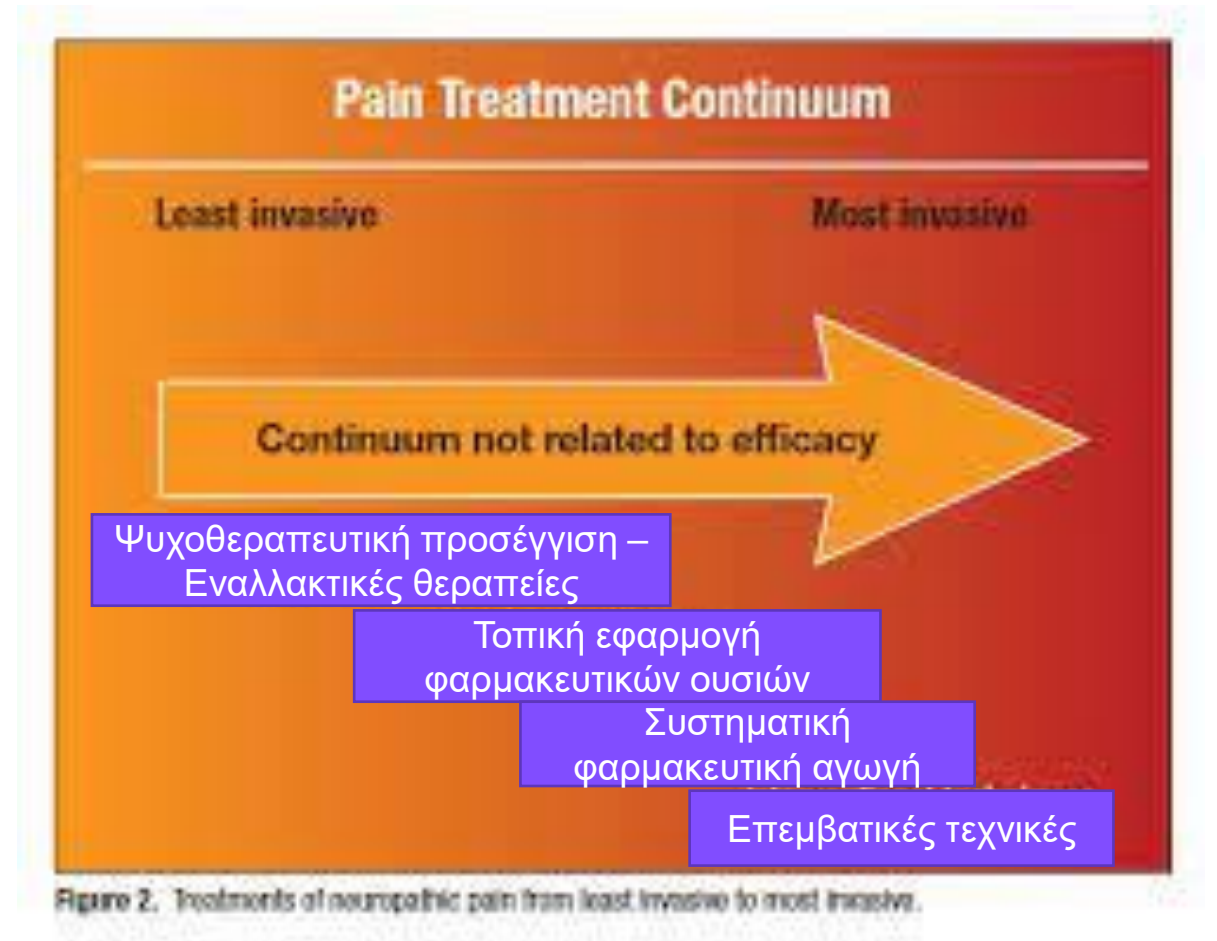 Pain Treatment Continuum
Least invasive
Most invasive
Continuum not related to efficacy
Ψυχοθεραπευτική προσέγγιση –
Εναλλακτικές θεραπείες
Τοπική εφαρμογή
φαρμακευτικών ουσιών
Συστηματική
φαρμακευτική αγωγή
Επεμβατικές τεχνικές
Figure 2. Treatments of neuropathic pain from least invasive to most invasive.